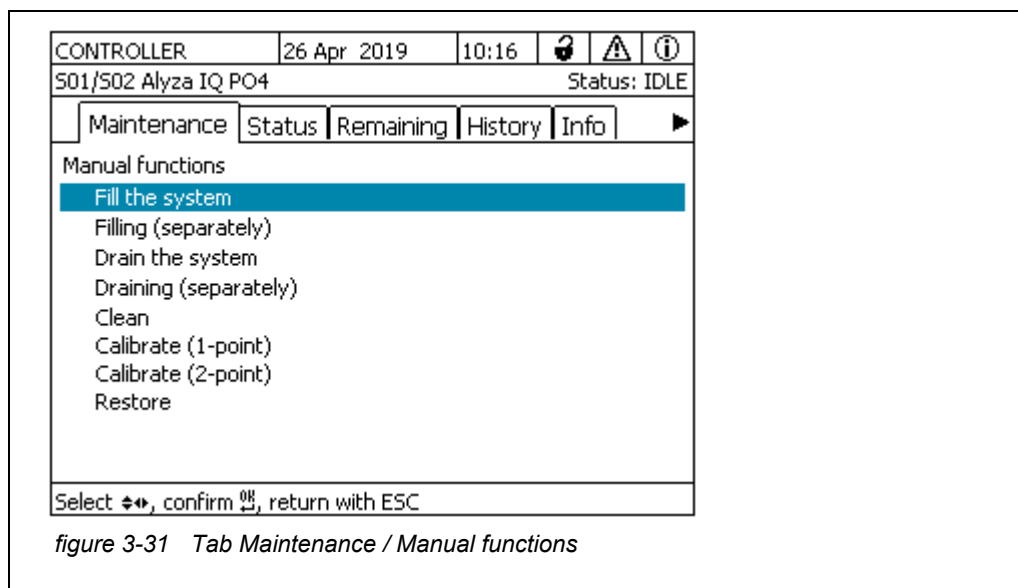 CONTROLLER 26 Apr 2019 10:16
S01/S02 Alyza IQ PO4 Status: IDLE
Maintenance Status Remaining History Info
Manual functions
Fill the system
Filling (separately)
Drain the system
Draining (separately)
Clean
Calibrate (1-point)
Calibrate (2-point)
Restore
Select, confirm OK, return with ESC
figure 3-31 Tab Maintenance / Manual functions